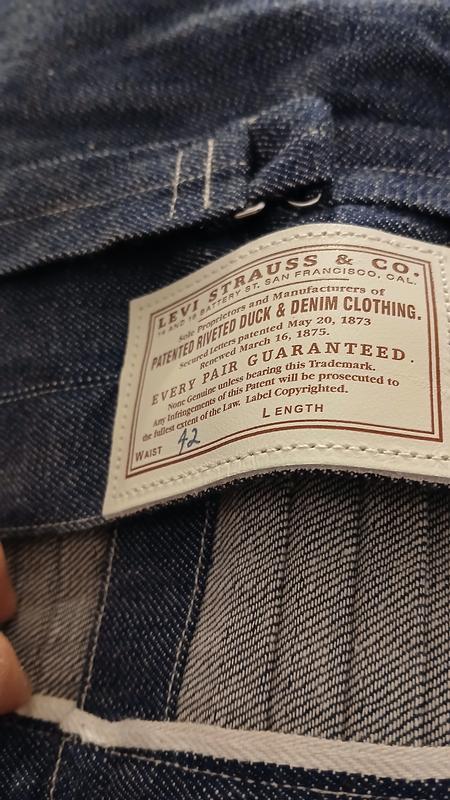 LEVI STRAUSS & CO.
14 AND 16 BATTERY ST. SAN FRANCISCO, CAL.
Sole Proprietors and Manufacturers of
PATENTED RIVETED DUCK & DENIM CLOTHING.
Secured Letters patented May 20, 1873
Renewed March 16, 1875.
EVERY PAIR GUARANTEED.
None Genuine unless bearing this Trademark.
Any Infringements of this Patent will be prosecuted to
the fullest extent of the Law. Label Copyrighted.
WAIST 42 LENGTH